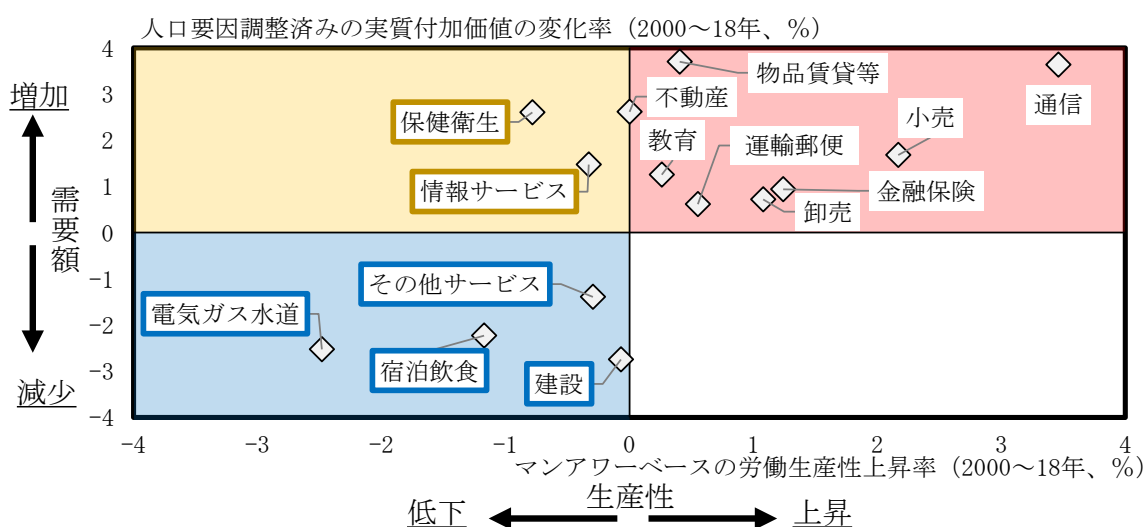 人口要因調整済みの実質付加価値の変化率（2000～18年、%）
4
3
2
1
0
−1
−2
−3
−4
増加
需要額
減少
物品賃貸等
通信
不動産
保健衛生
小売
教育
運輸郵便
情報サービス
金融保険
卸売
その他サービス
電気ガス水道
宿泊飲食
建設
−4 −3 −2 −1 0 1 2 3 4
マンアワーベースの労働生産性上昇率（2000～18年、%）
低下 生産性 上昇